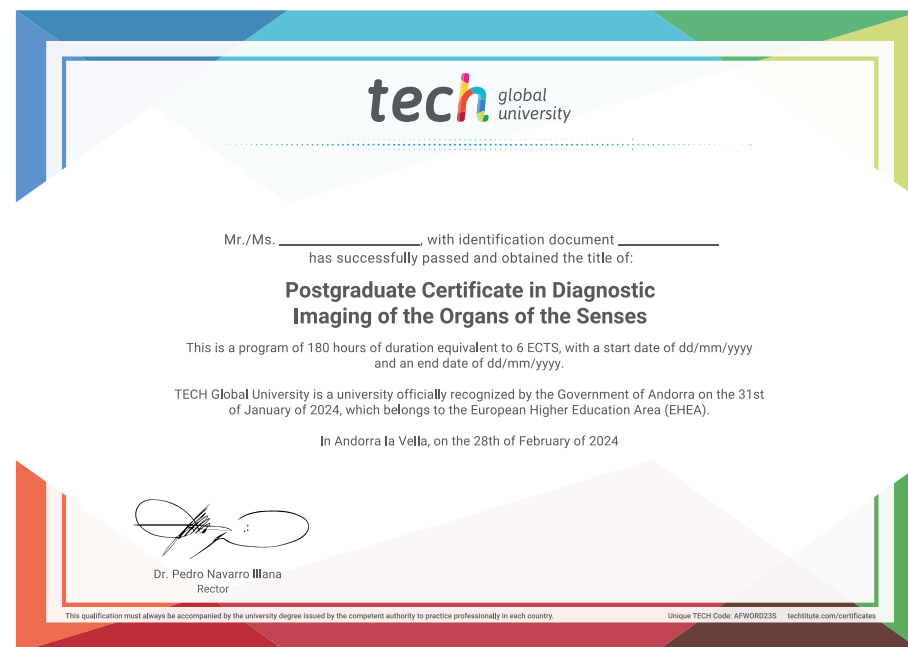 tech global
university
Mr./Ms. ____________________, with identification document ______________
has successfully passed and obtained the title of:
Postgraduate Certificate in Diagnostic
Imaging of the Organs of the Senses
This is a program of 180 hours of duration equivalent to 6 ECTS, with a start date of dd/mm/yyyy
and an end date of dd/mm/yyyy.
TECH Global University is a university officially recognized by the Government of Andorra on the 31st
of January of 2024, which belongs to the European Higher Education Area (EHEA).
In Andorra la Vella, on the 28th of February of 2024
Dr. Pedro Navarro Illana
Rector
This qualification must always be accompanied by the university degree issued by the competent authority to practice professionally in each country.
Unique TECH Code: AFWORD23S techtitute.com/certificates